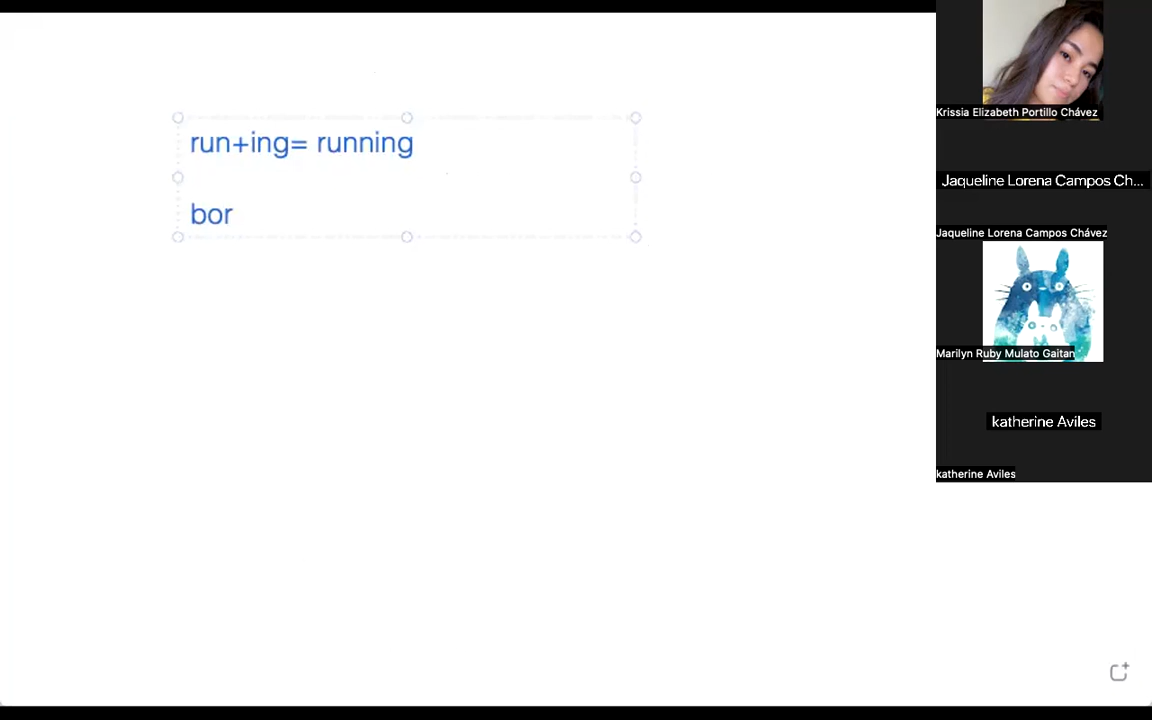 run+ing= running
bor
Krissia Elizabeth Portillo Chávez
Jaqueline Lorena Campos Ch...
Jaqueline Lorena Campos Chávez
Marilyn Ruby Mulato Gaitan
katherine Aviles
katherine Aviles